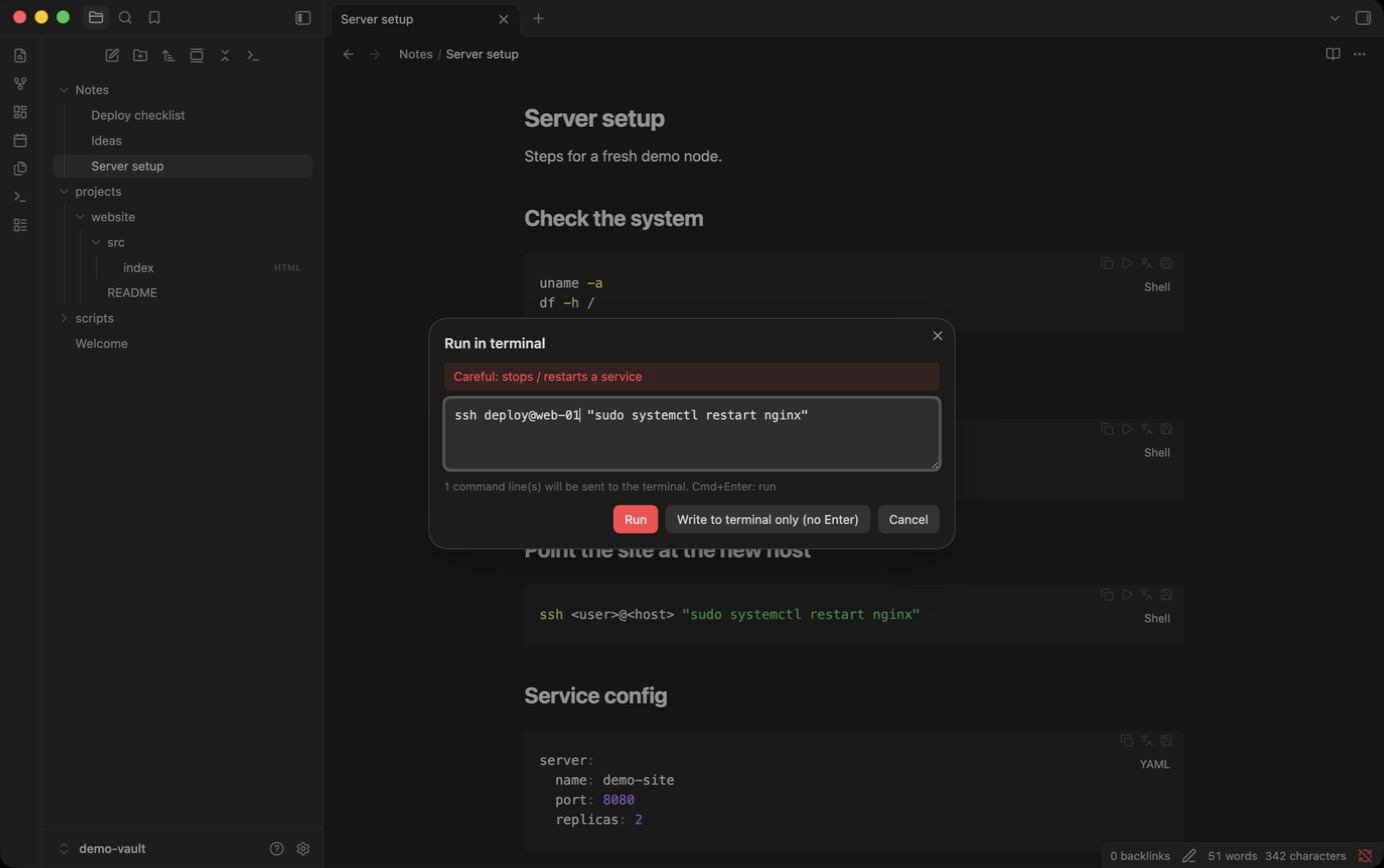 Server setup
Notes / Server setup
Notes
Deploy checklist
Ideas
Server setup
projects
website
src
index HTML
README
scripts
Welcome
demo-vault
Server setup
Steps for a fresh demo node.
Check the system
uname -a
df -h /
Shell
Run in terminal
Careful: stops / restarts a service
ssh deploy@web-01 "sudo systemctl restart nginx"
1 command line(s) will be sent to the terminal. Cmd+Enter: run
Run Write to terminal only (no Enter) Cancel
Shell
Point the site at the new host
ssh <user>@<host> "sudo systemctl restart nginx"
Shell
Service config
server:
  name: demo-site
  port: 8080
  replicas: 2
YAML
0 backlinks 51 words 342 characters